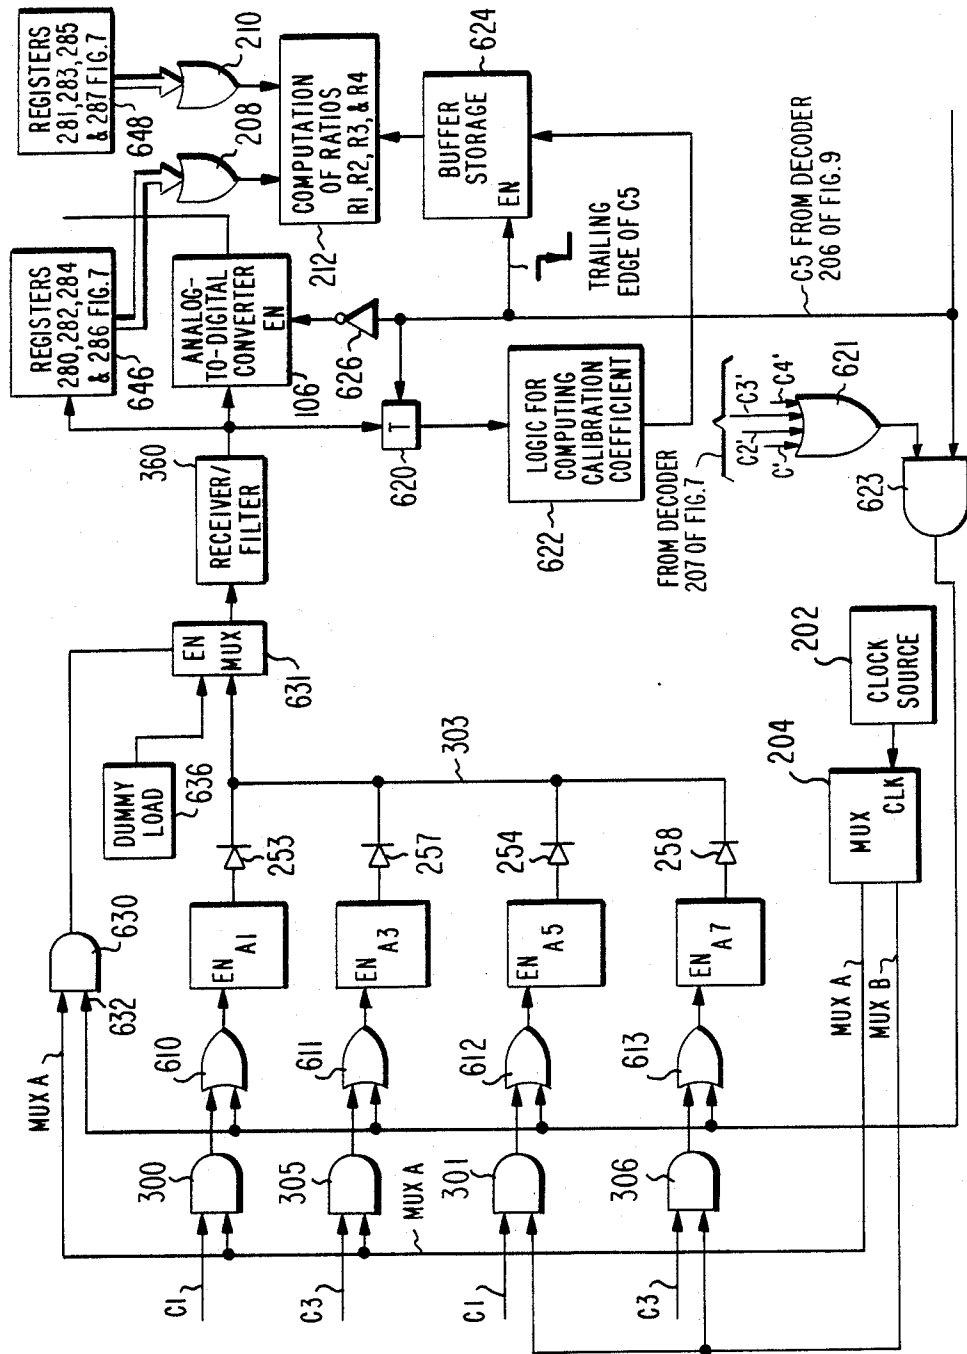 REGISTERS
281,283,285
& 287 FIG.7
648
210
REGISTERS
280, 282, 284
& 286 FIG.7
646
208
COMPUTATION
OF RATIOS
R1, R2, R3, & R4
212
BUFFER
STORAGE
EN
624
ANALOG-
TO-DIGITAL
CONVERTER
EN
106
626
TRAILING
EDGE OF C5
C5 FROM DECODER
206 OF FIG.9
360
RECEIVER/
FILTER
T
620
LOGIC FOR
COMPUTING
CALIBRATION
COEFFICIENT
622
FROM DECODER
207 OF FIG.7
C'
C2'
C3'
C4'
621
623
EN
MUX
631
DUMMY
LOAD
636
303
202
CLOCK
SOURCE
204
MUX
CLK
MUX A
MUX B
630
632
MUX A
253
257
254
258
EN A1
EN A3
EN A5
EN A7
610
611
612
613
300
305
301
306
MUX A
C1
C3
C1
C3